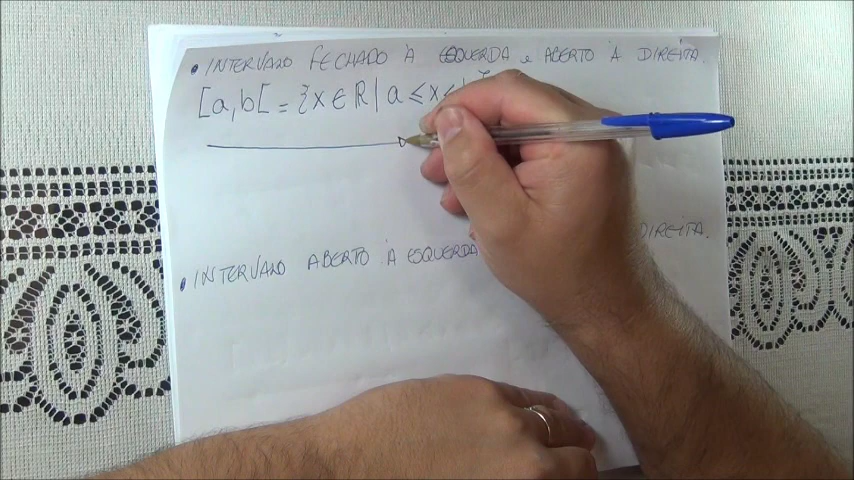 • INTERVALO FECHADO À ESQUERDA e ABERTO À DIREITA.
[a,b[ = {x ∈ R | a ≤ x <
• INTERVALO ABERTO À ESQUERDA DIREITA.